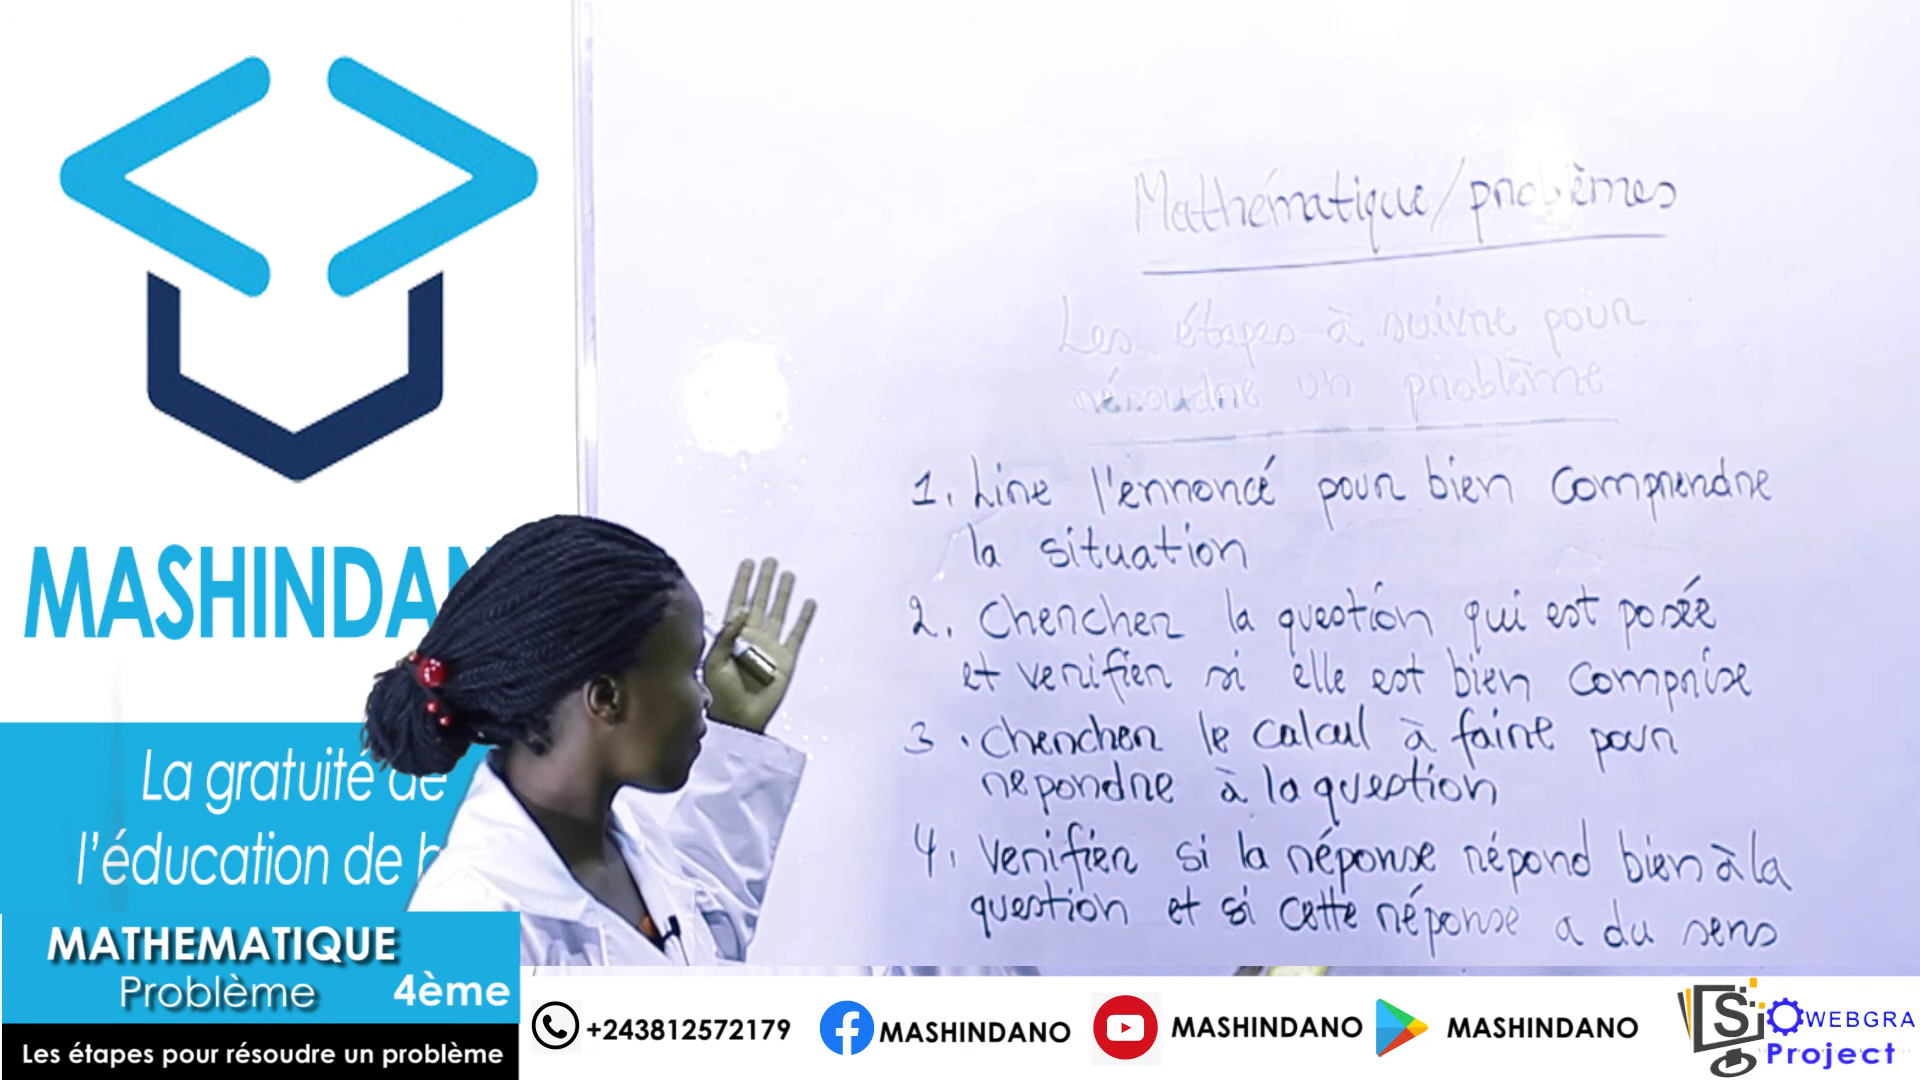 MASHINDAN
La gratuité de
l'éducation de b
MATHEMATIQUE
Problème 4ème
Les étapes pour résoudre un problème
Mathématique/problèmes
Les étapes à suivre pour
résoudre un problème
1. Lire l'ennoncé pour bien comprendre
la situation
2. Chercher la question qui est posée
et verifier si elle est bien comprise
3. chercher le calcul à faire pour
repondre à la question
4. Verifier si la réponse répond bien à la
question et si cette réponse a du sens
+243812572179 MASHINDANO MASHINDANO MASHINDANO
Si WEBGRA
Project